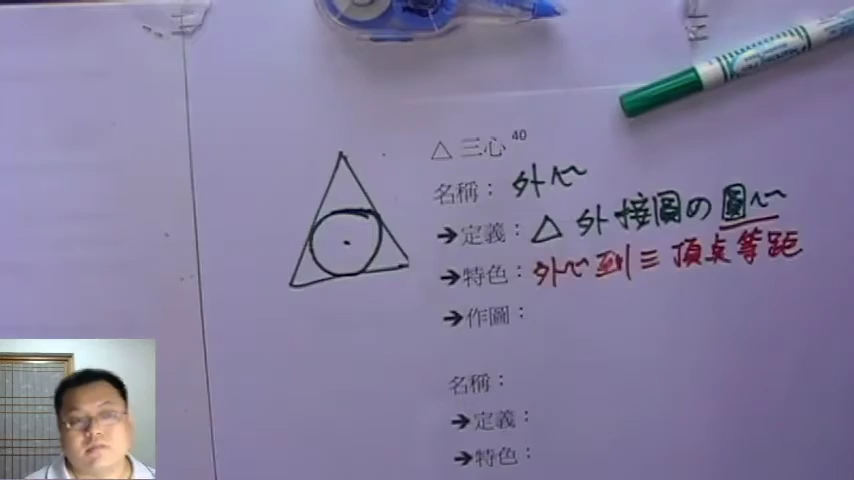 △ 三心 40
名稱： 外心
➔定義： △ 外接圓の圓心
➔特色： 外心到三頂点等距
➔作圖：
名稱：
➔定義：
➔特色：